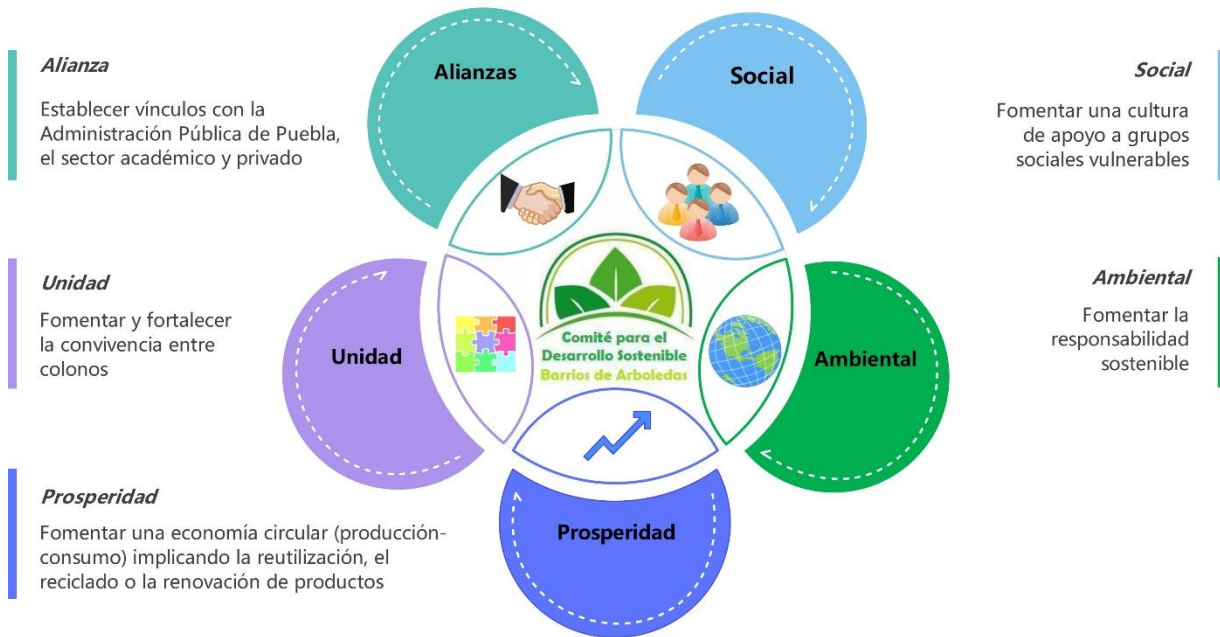 Alianza
Establecer vínculos con la
Administración Pública de Puebla,
el sector académico y privado
Alianzas
Social
Social
Fomentar una cultura
de apoyo a grupos
sociales vulnerables
Unidad
Fomentar y fortalecer
la convivencia entre
colonos
Unidad
Comité para el
Desarrollo Sostenible
Barrios de Arboledas
Ambiental
Ambiental
Fomentar la
responsabilidad
sostenible
Prosperidad
Fomentar una economía circular (producción-
consumo) implicando la reutilización, el
reciclado o la renovación de productos
Prosperidad